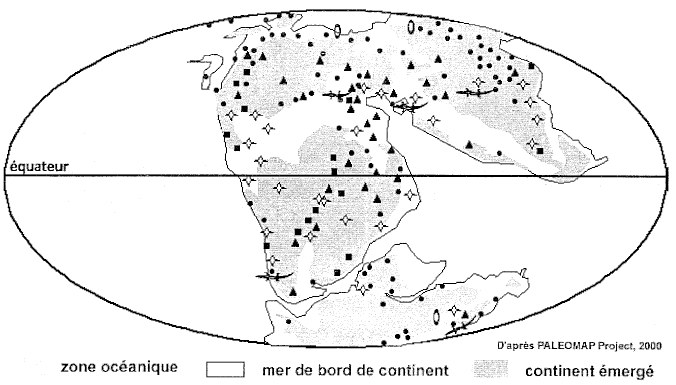 équateur
D'après PALEOMAP Project, 2000
zone océanique mer de bord de continent continent émergé